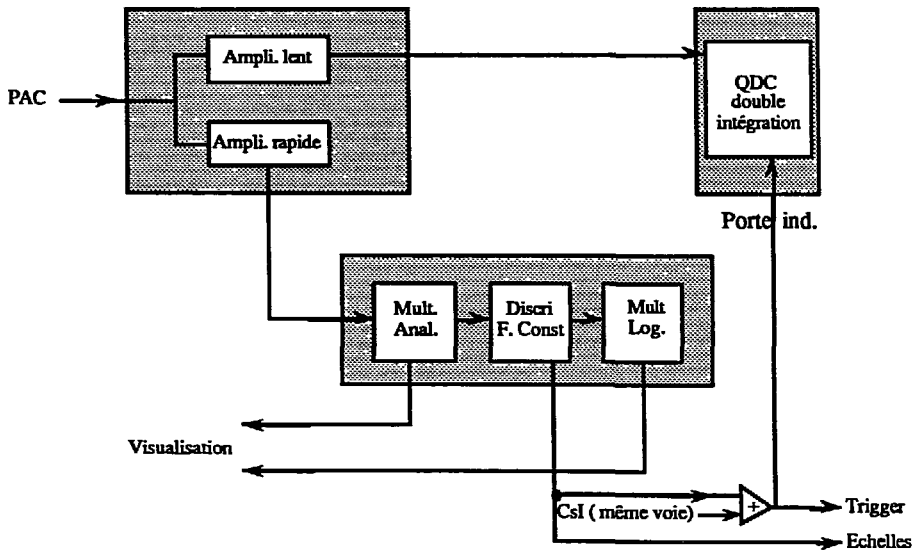 Ampli. lent
PAC
Ampli. rapide
QDC
double
intégration
Porte ind.
Mult.
Anal.
Discri
F. Const
Mult
Log.
Visualisation
CsI ( même voie)
+
Trigger
Echelles